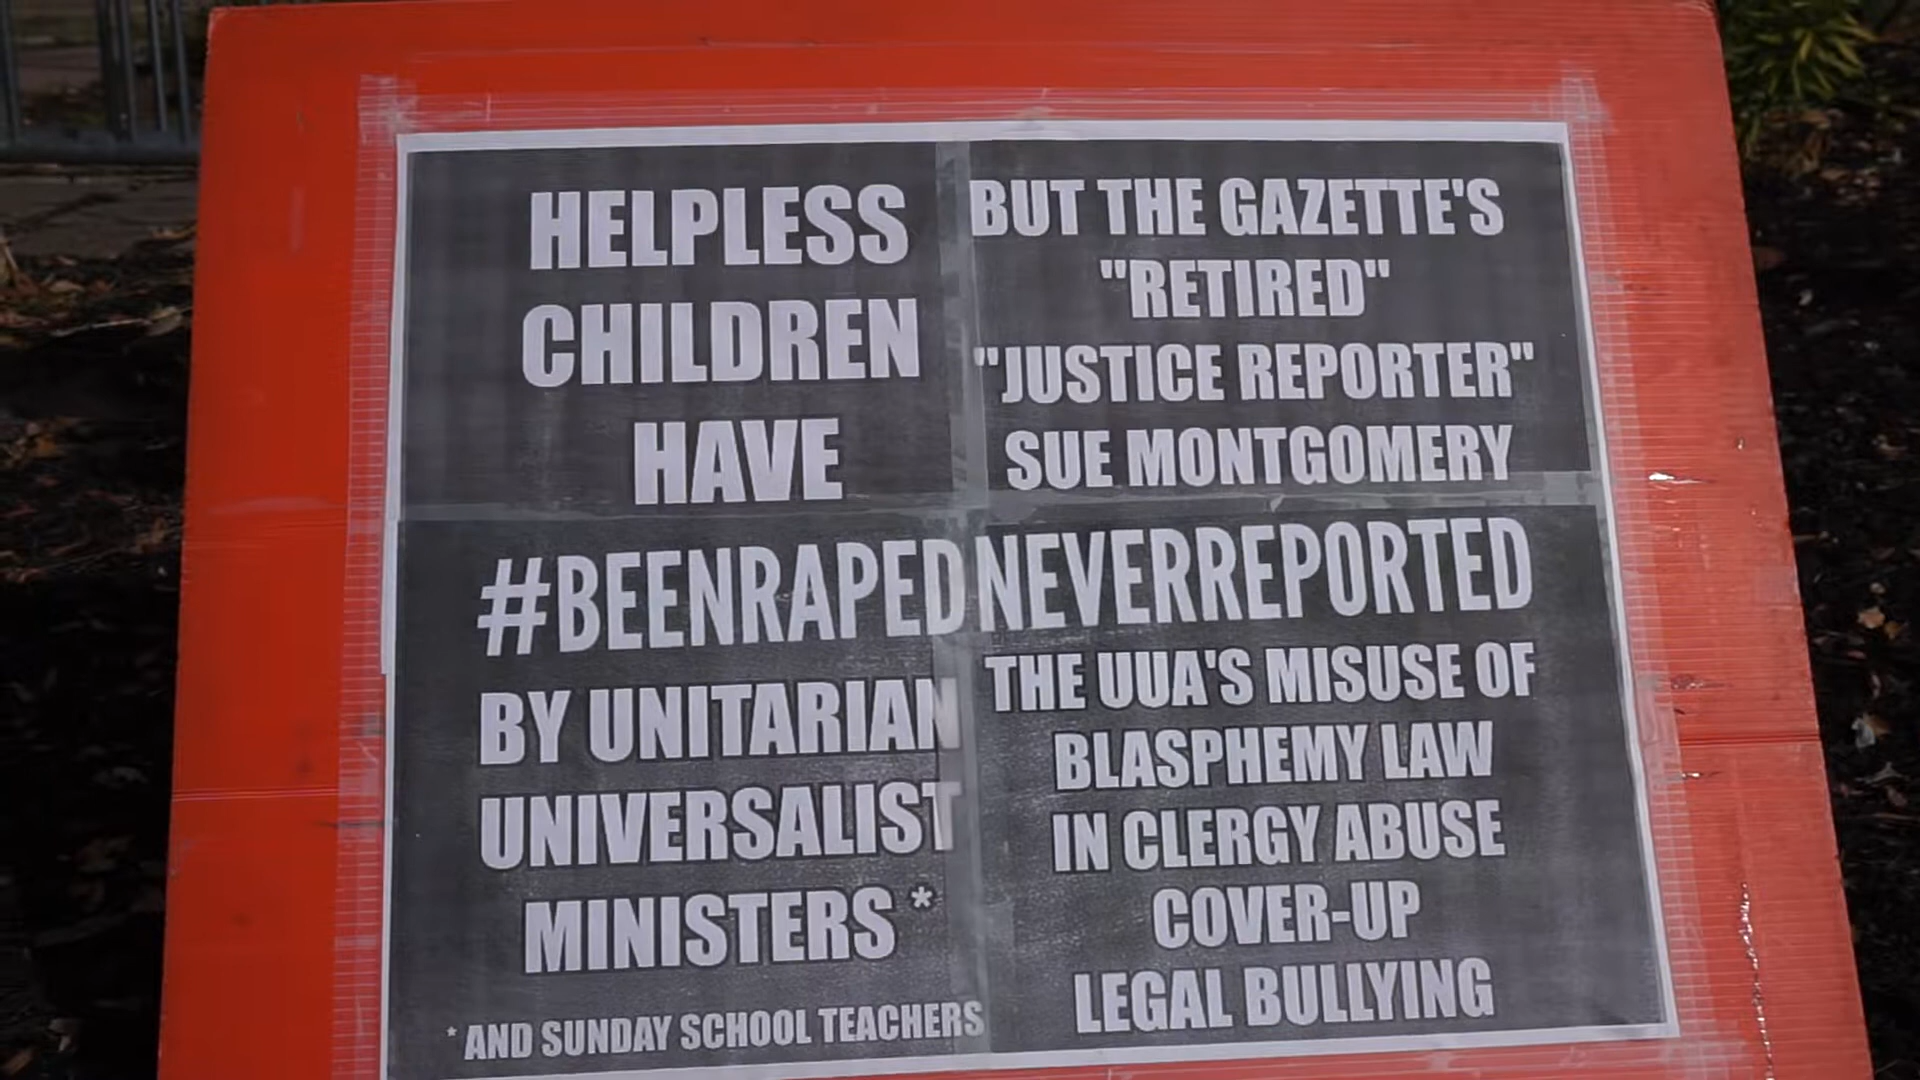 HELPLESS
CHILDREN
HAVE
BUT THE GAZETTE'S
"RETIRED"
"JUSTICE REPORTER"
SUE MONTGOMERY
#BEENRAPEDNEVERREPORTED
BY UNITARIAN
UNIVERSALIST
MINISTERS *
* AND SUNDAY SCHOOL TEACHERS
THE UUA'S MISUSE OF
BLASPHEMY LAW
IN CLERGY ABUSE
COVER-UP
LEGAL BULLYING